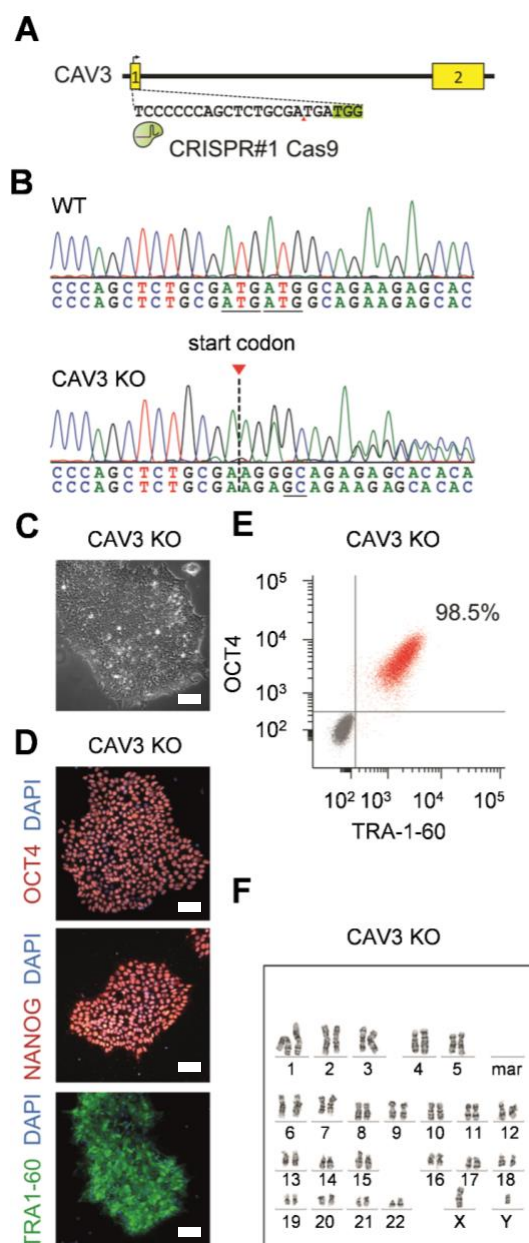 A
CAV3
1
2
TCCCCCCAGCTCTGCGATGATGG
CRISPR#1 Cas9
B
WT
CCCAGCTCTGCGATGATGGCAGAAGAGCAC
CCCAGCTCTGCGATGATGGCAGAAGAGCAC
start codon
CAV3 KO
CCCAGCTCTGCGAAGGGCAGAGAGCACACA
CCCAGCTCTGCGAAGAGCAGAAGAGCACAC
C
CAV3 KO
D
CAV3 KO
OCT4 DAPI
NANOG DAPI
TRA1-60 DAPI
E
CAV3 KO
98.5%
OCT4
10⁵
10⁴
10³
10²
10² 10³ 10⁴ 10⁵
TRA-1-60
F
CAV3 KO
1 2 3 4 5 mar
6 7 8 9 10 11 12
13 14 15 16 17 18
19 20 21 22 X Y